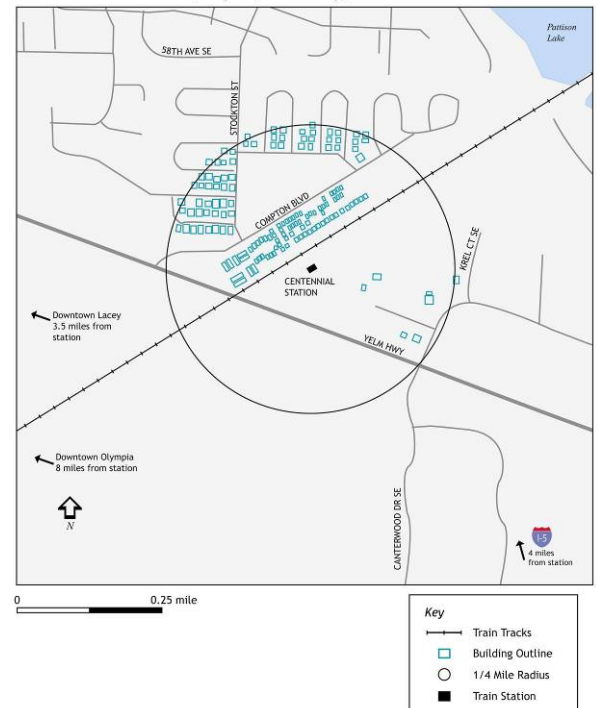 Pattison
Lake
58TH AVE SE
STOCKTON ST
COMPTON BLVD
KREL CT SE
CENTENNIAL
STATION
YELM HWY
Downtown Lacey
3.5 miles from
station
Downtown Olympia
8 miles from station
N
CANTERWOOD DR SE
I-5
4 miles
from station
0 0.25 mile
Key
Train Tracks
Building Outline
1/4 Mile Radius
Train Station